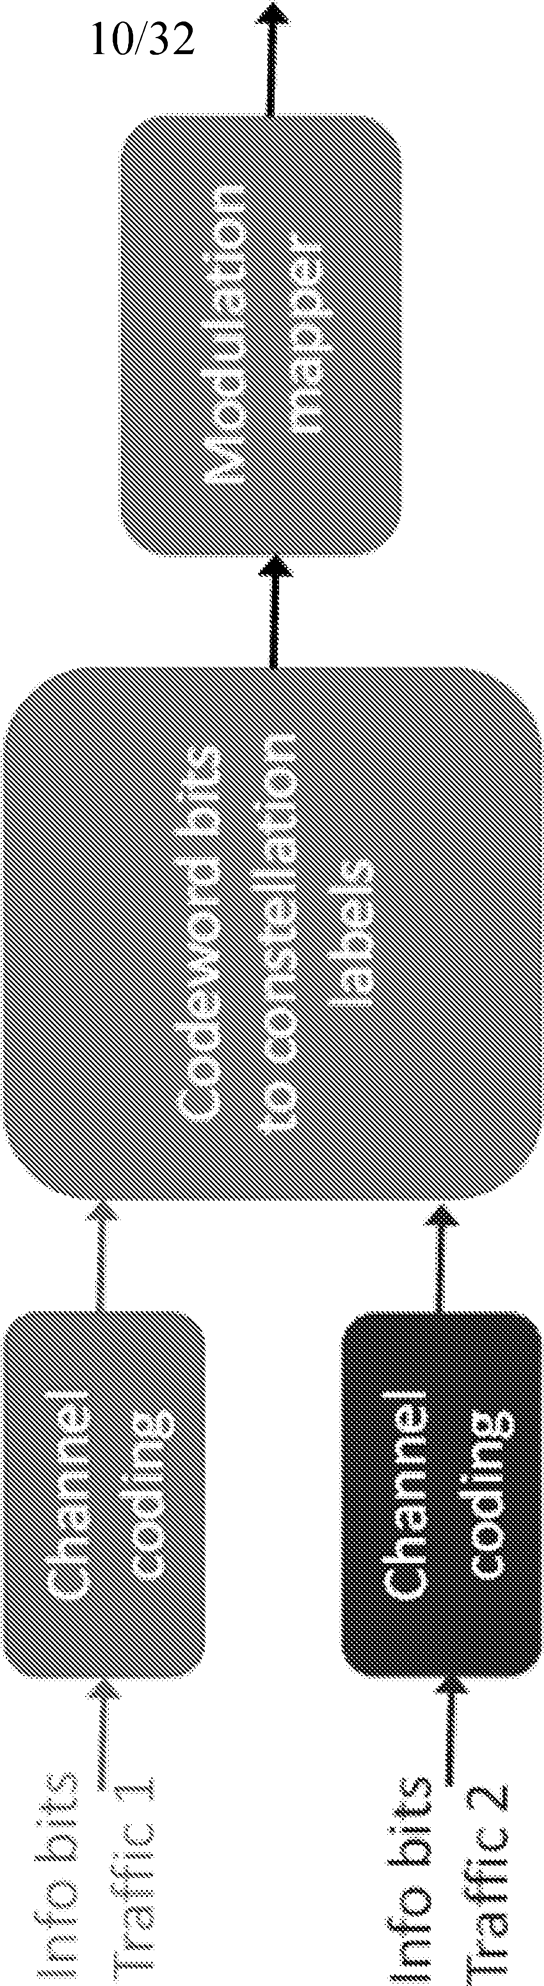 10/32
Info bits
Traffic 1
Channel
coding
Info bits
Traffic 2
Channel
coding
Codeword bits
to constellation
labels
Modulation
mapper